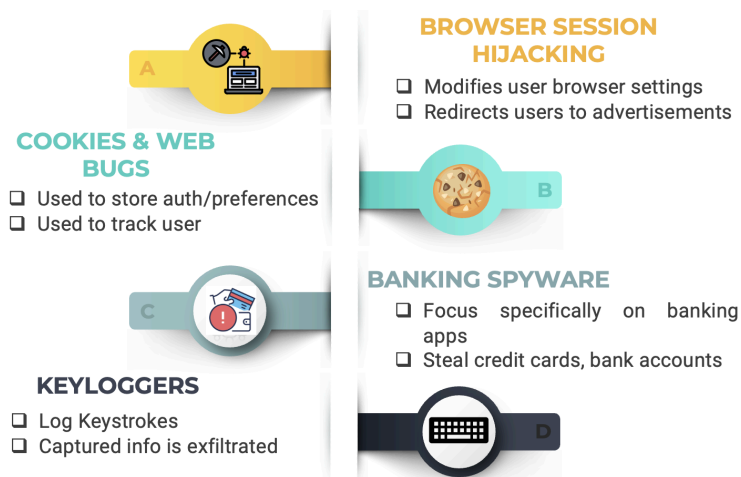 A
BROWSER SESSION
HIJACKING
❑ Modifies user browser settings
❑ Redirects users to advertisements
COOKIES & WEB
BUGS
❑ Used to store auth/preferences
❑ Used to track user
B
C
BANKING SPYWARE
❑ Focus specifically on banking
apps
❑ Steal credit cards, bank accounts
KEYLOGGERS
❑ Log Keystrokes
❑ Captured info is exfiltrated
D